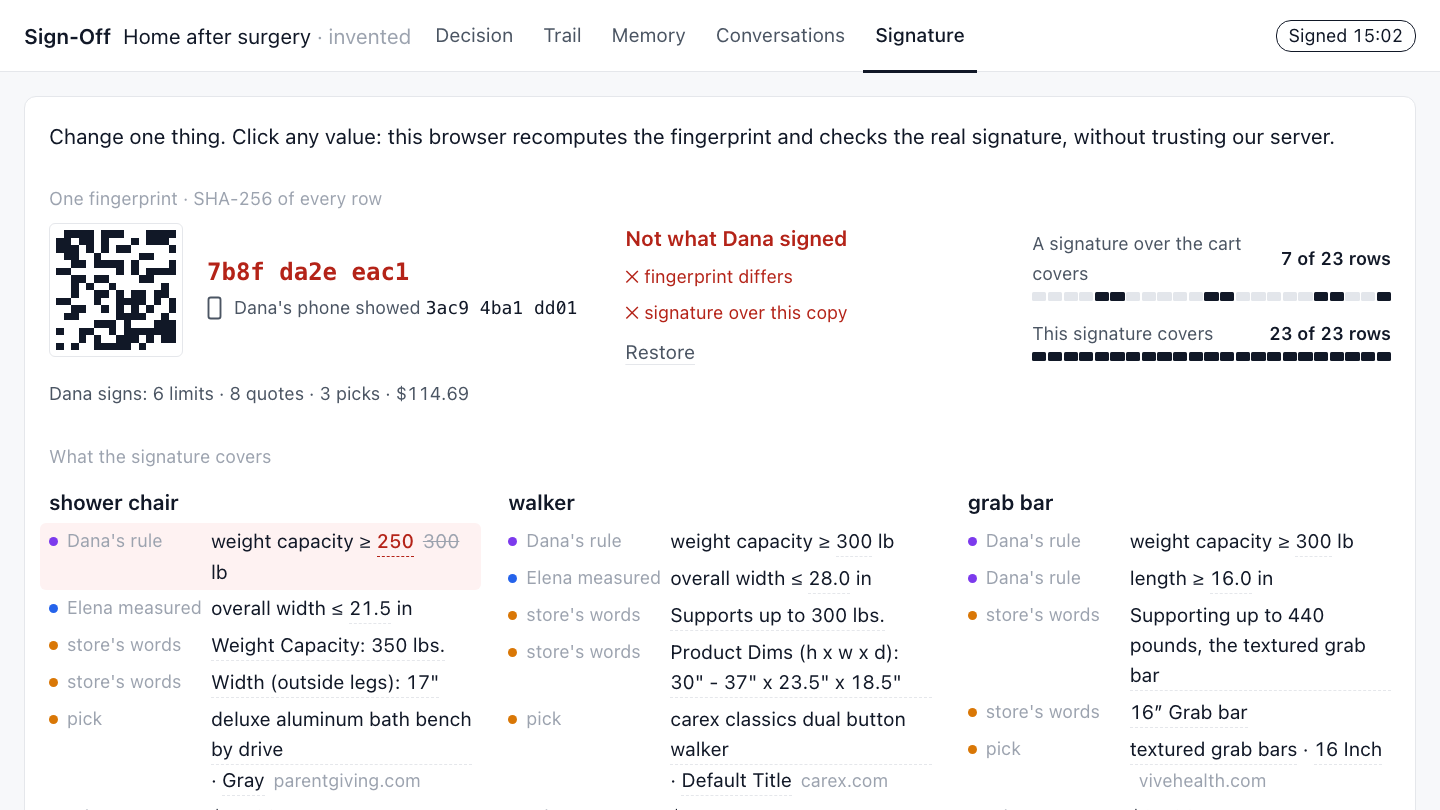 Sign-Off Home after surgery · invented Decision Trail Memory Conversations Signature Signed 15:02
Change one thing. Click any value: this browser recomputes the fingerprint and checks the real signature, without trusting our server.
One fingerprint · SHA-256 of every row
7b8f da2e eac1
Dana's phone showed 3ac9 4ba1 dd01
Not what Dana signed
× fingerprint differs
× signature over this copy
Restore
A signature over the cart
covers
7 of 23 rows
This signature covers 23 of 23 rows
Dana signs: 6 limits · 8 quotes · 3 picks · $114.69
What the signature covers
shower chair
Dana's rule weight capacity ≥ 250 300
lb
Elena measured overall width ≤ 21.5 in
store's words Weight Capacity: 350 lbs.
store's words Width (outside legs): 17"
pick deluxe aluminum bath bench
by drive
· Gray parentgiving.com
walker
Dana's rule weight capacity ≥ 300 lb
Elena measured overall width ≤ 28.0 in
store's words Supports up to 300 lbs.
store's words Product Dims (h x w x d):
30" - 37" x 23.5" x 18.5"
pick carex classics dual button
walker
· Default Title carex.com
grab bar
Dana's rule weight capacity ≥ 300 lb
Dana's rule length ≥ 16.0 in
store's words Supporting up to 440
pounds, the textured grab
bar
store's words 16″ Grab bar
pick textured grab bars · 16 Inch
vivehealth.com